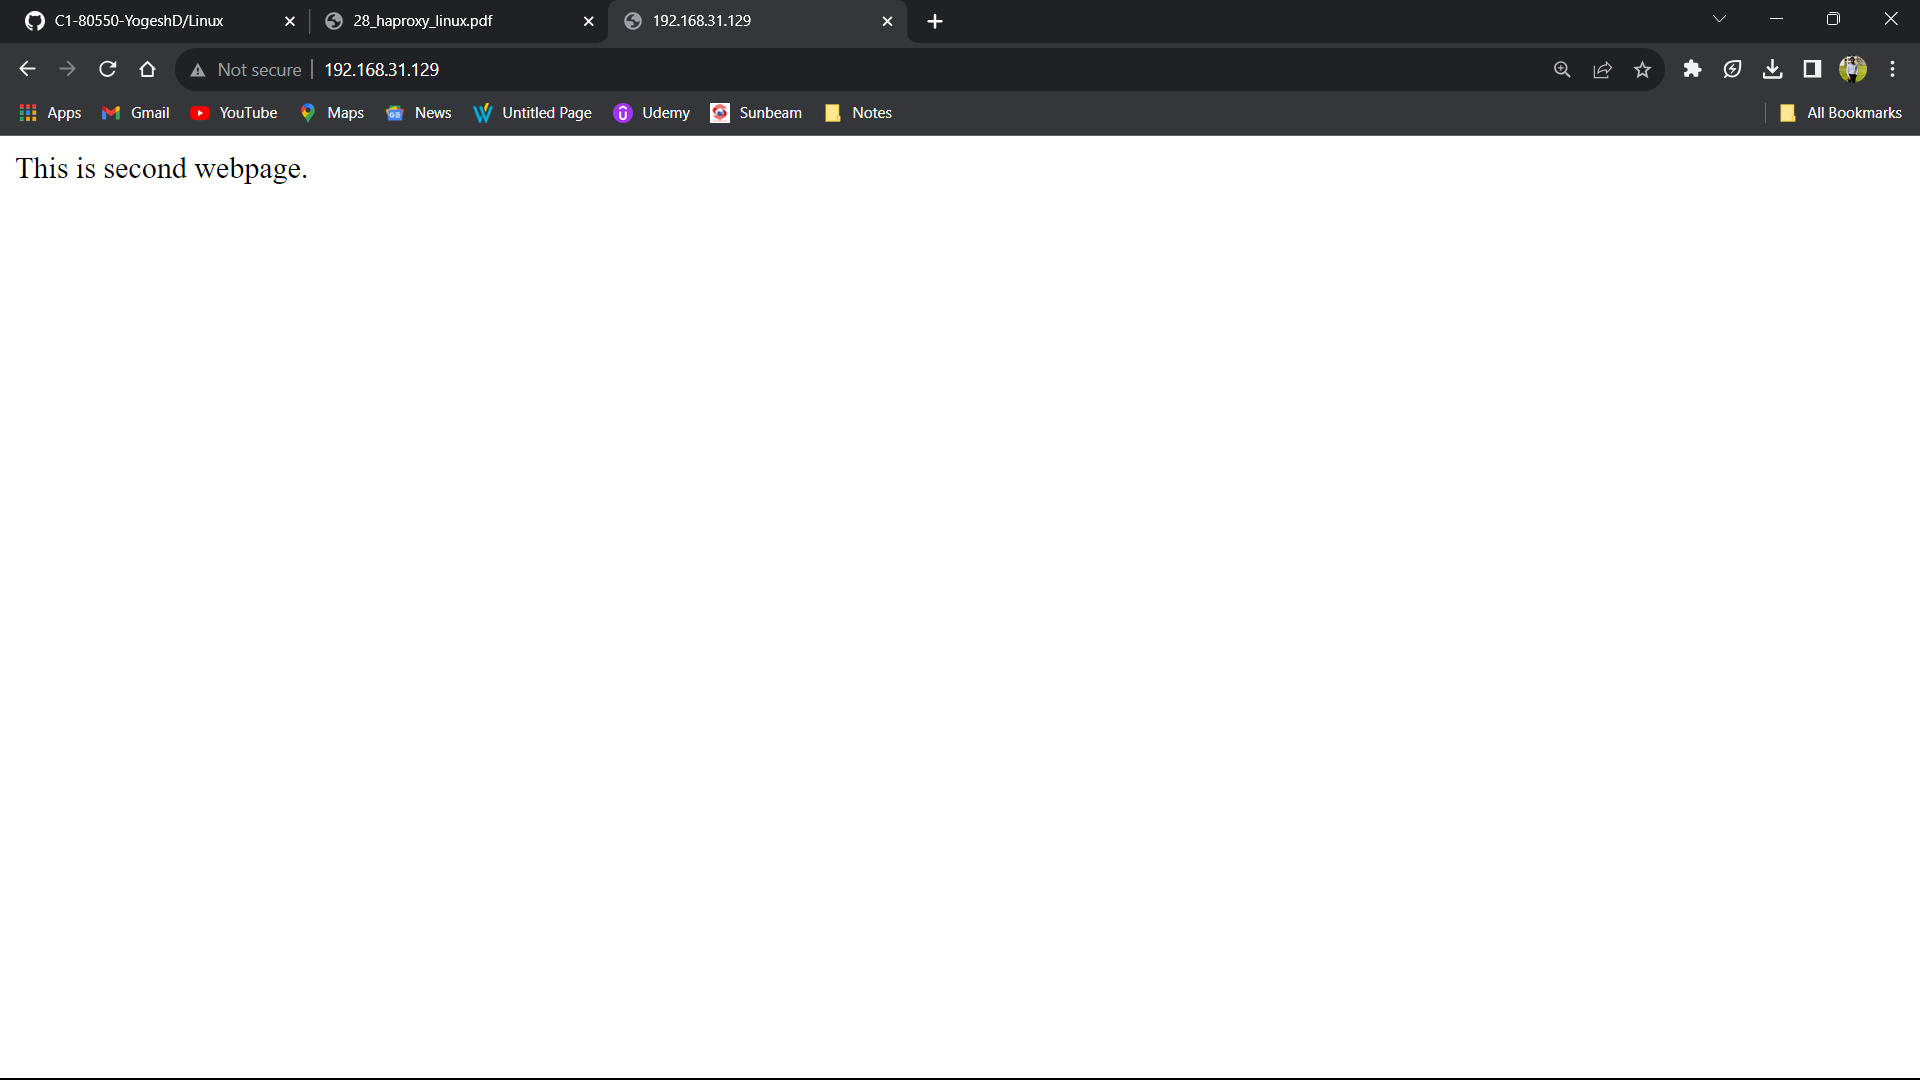 C1-80550-YogeshD/Linux
28_haproxy_linux.pdf
192.168.31.129
Not secure
192.168.31.129
Apps
Gmail
YouTube
Maps
News
Untitled Page
Udemy
Sunbeam
Notes
All Bookmarks
This is second webpage.